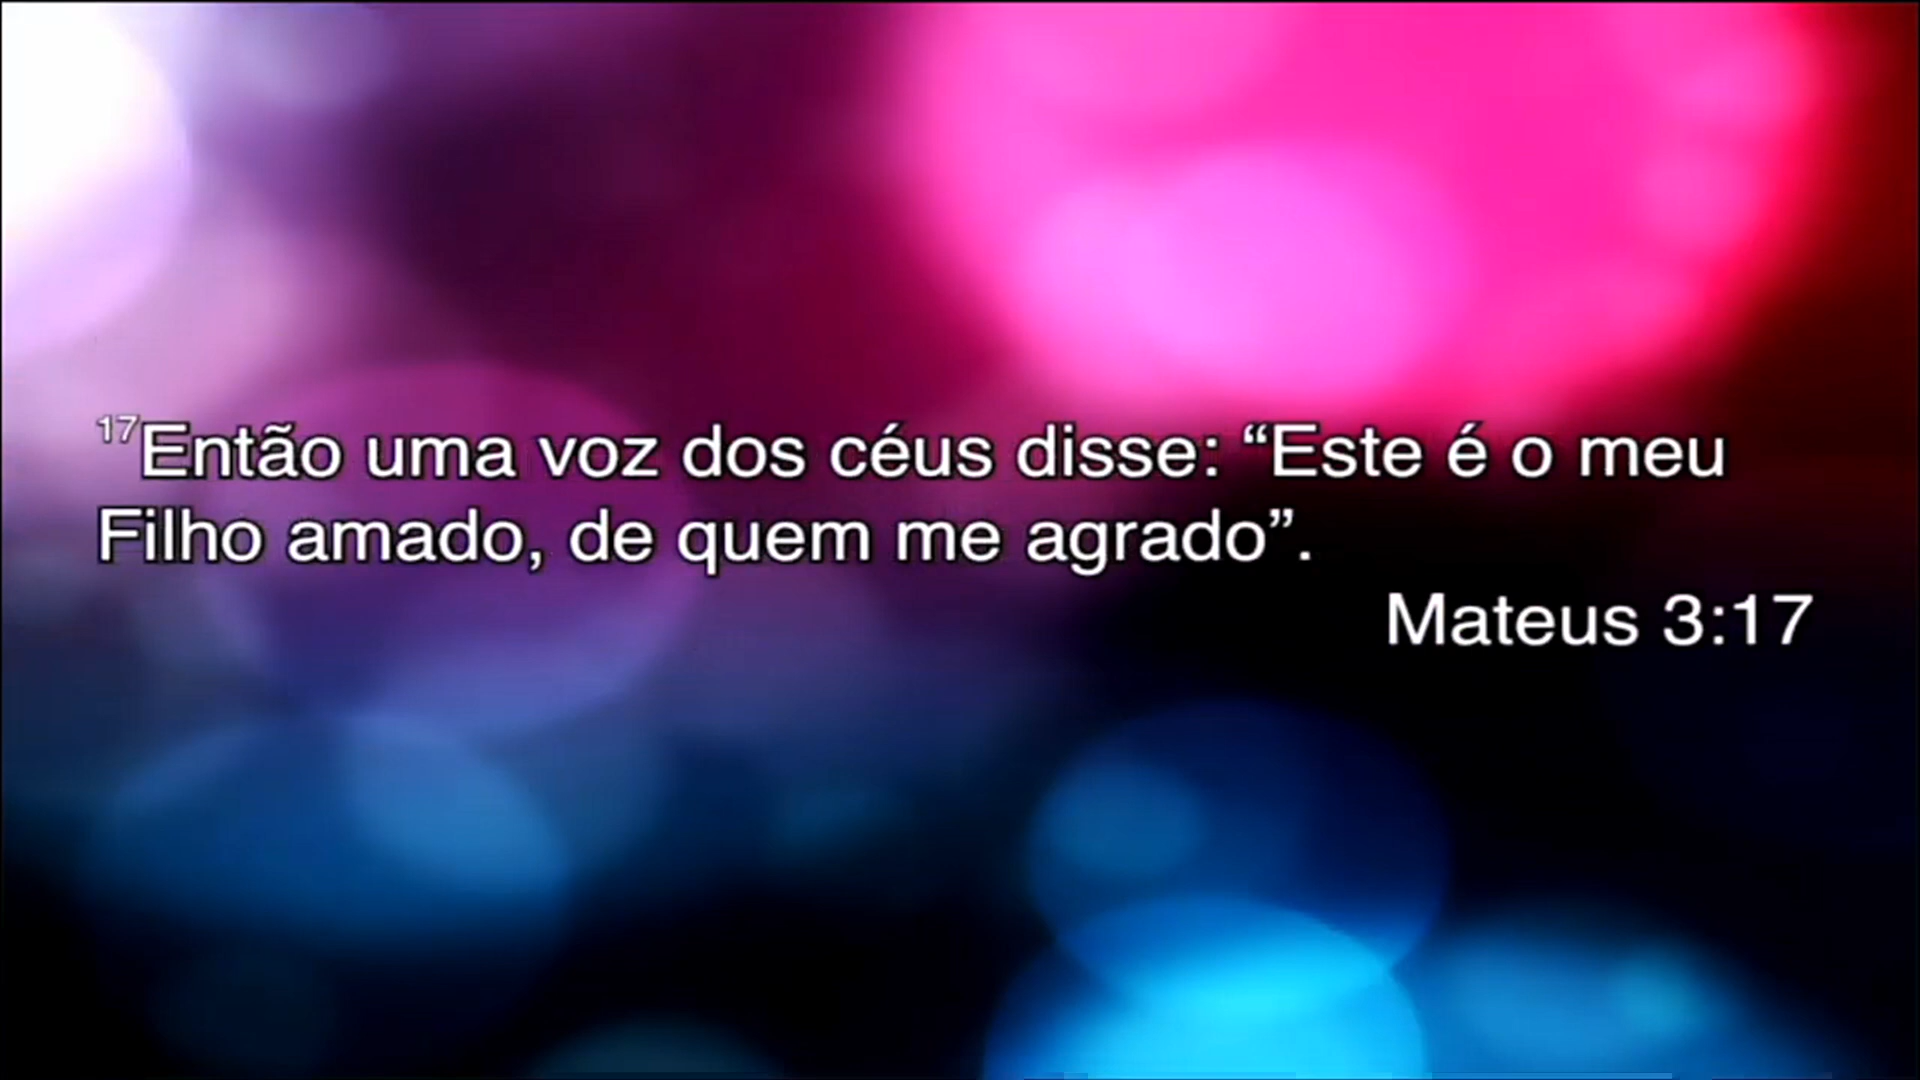 17Então uma voz dos céus disse: “Este é o meu
Filho amado, de quem me agrado”.
Mateus 3:17